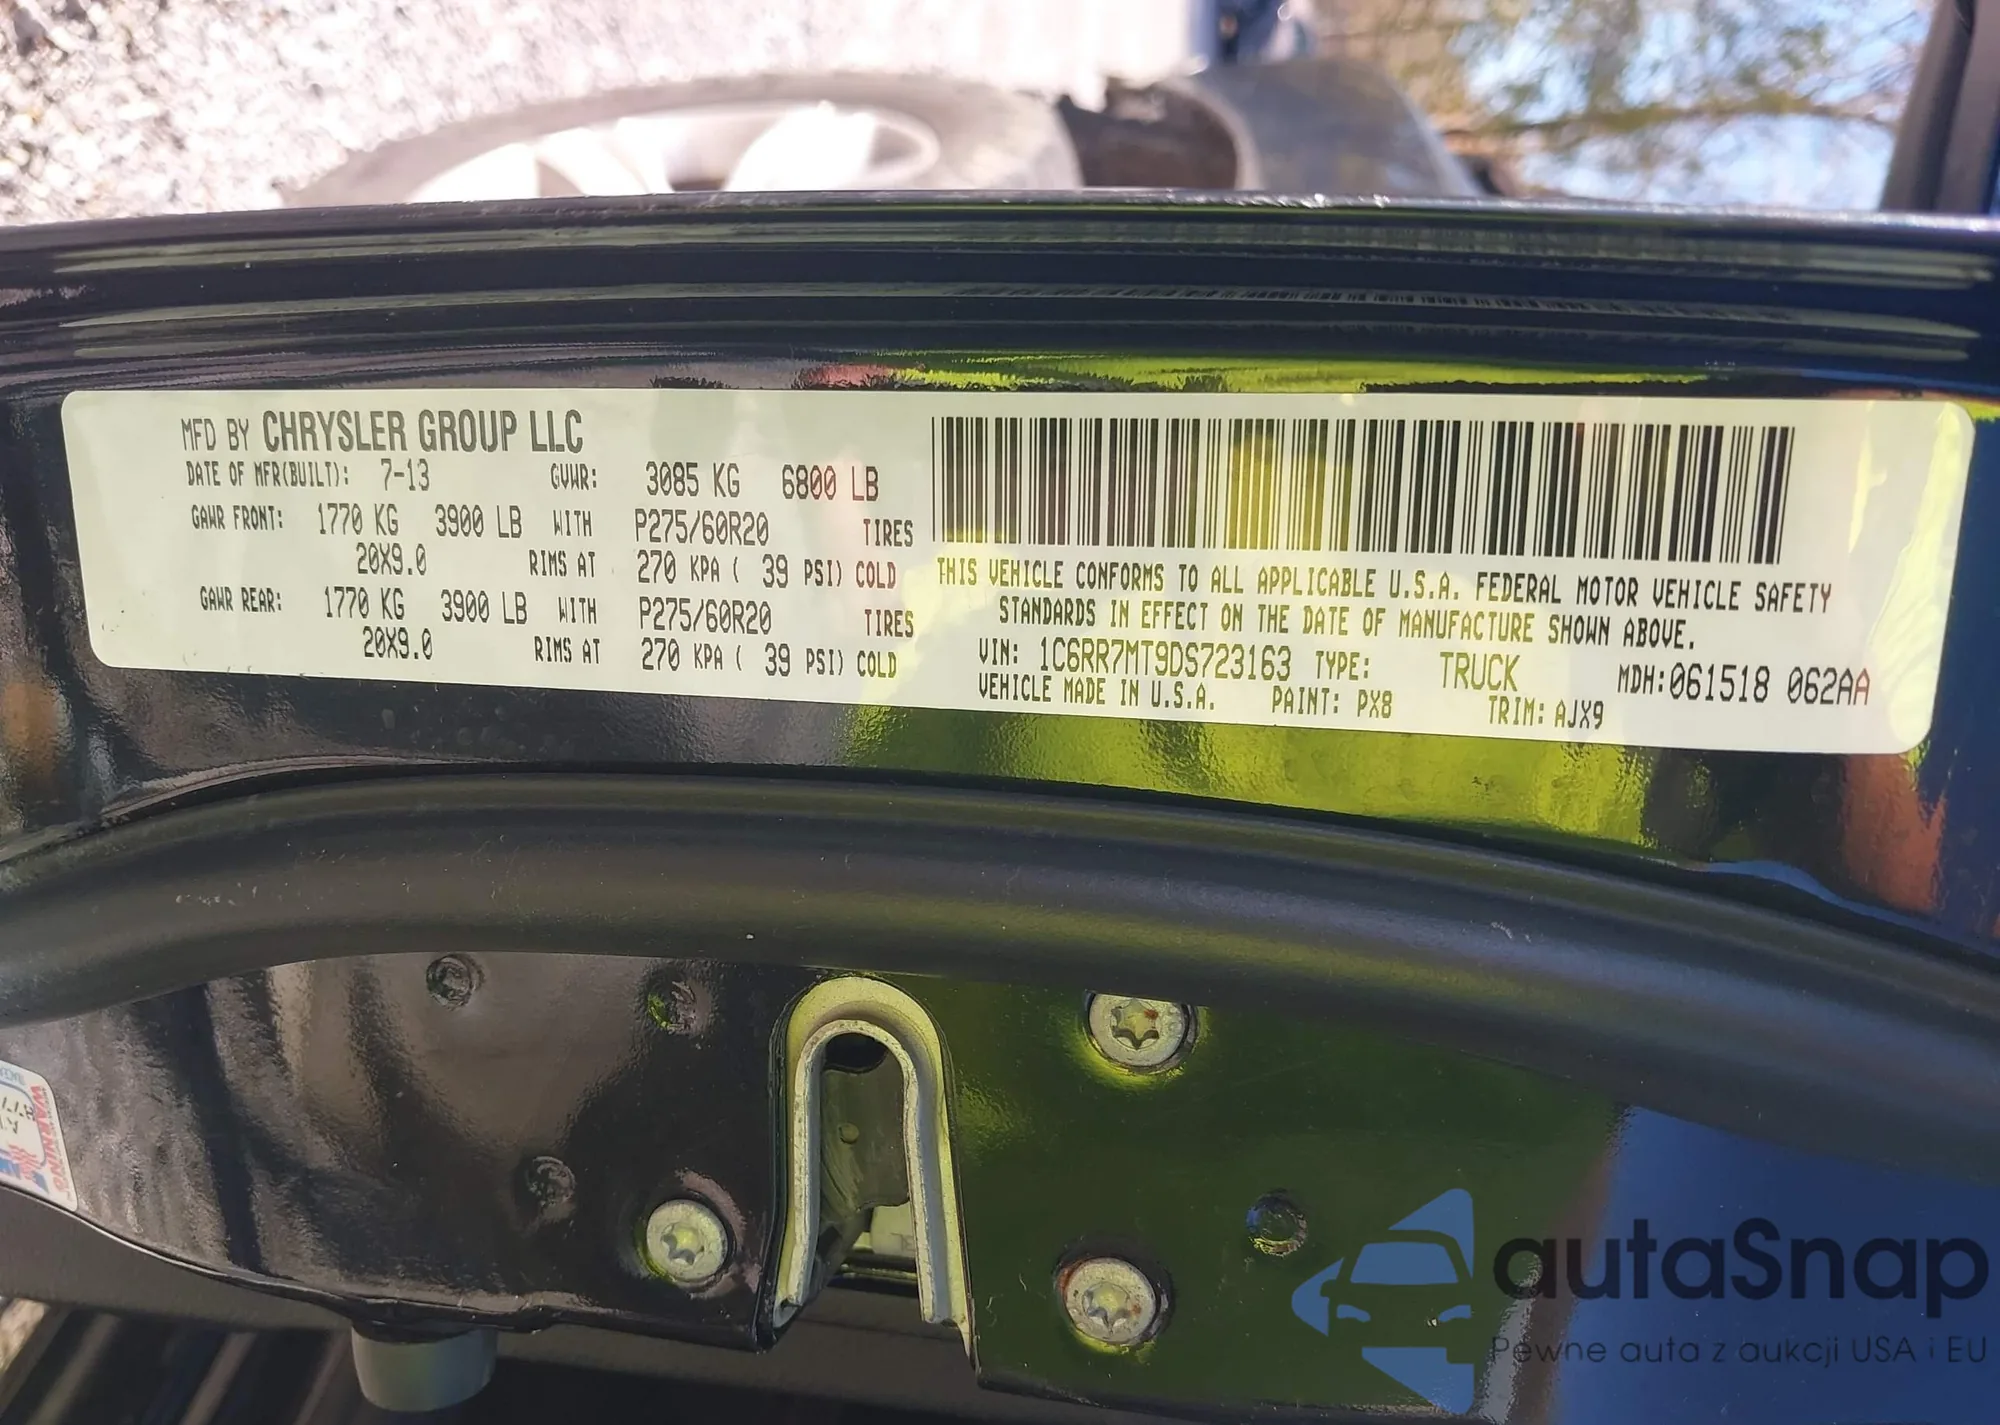 MFD BY CHRYSLER GROUP LLC
DATE OF MFR(BUILT): 7-13 GVWR: 3085 KG 6800 LB
GAWR FRONT: 1770 KG 3900 LB WITH P275/60R20 TIRES
20X9.0 RIMS AT 270 KPA ( 39 PSI) COLD
GAWR REAR: 1770 KG 3900 LB WITH P275/60R20 TIRES
20X9.0 RIMS AT 270 KPA ( 39 PSI) COLD
THIS VEHICLE CONFORMS TO ALL APPLICABLE U.S.A. FEDERAL MOTOR VEHICLE SAFETY
STANDARDS IN EFFECT ON THE DATE OF MANUFACTURE SHOWN ABOVE.
VIN: 1C6RR7MT9DS723163 TYPE: TRUCK MDH:061518 062AA
VEHICLE MADE IN U.S.A. PAINT: PX8 TRIM: AJX9
WARNING
autaSnap
Pewne auta z aukcji USA i EU